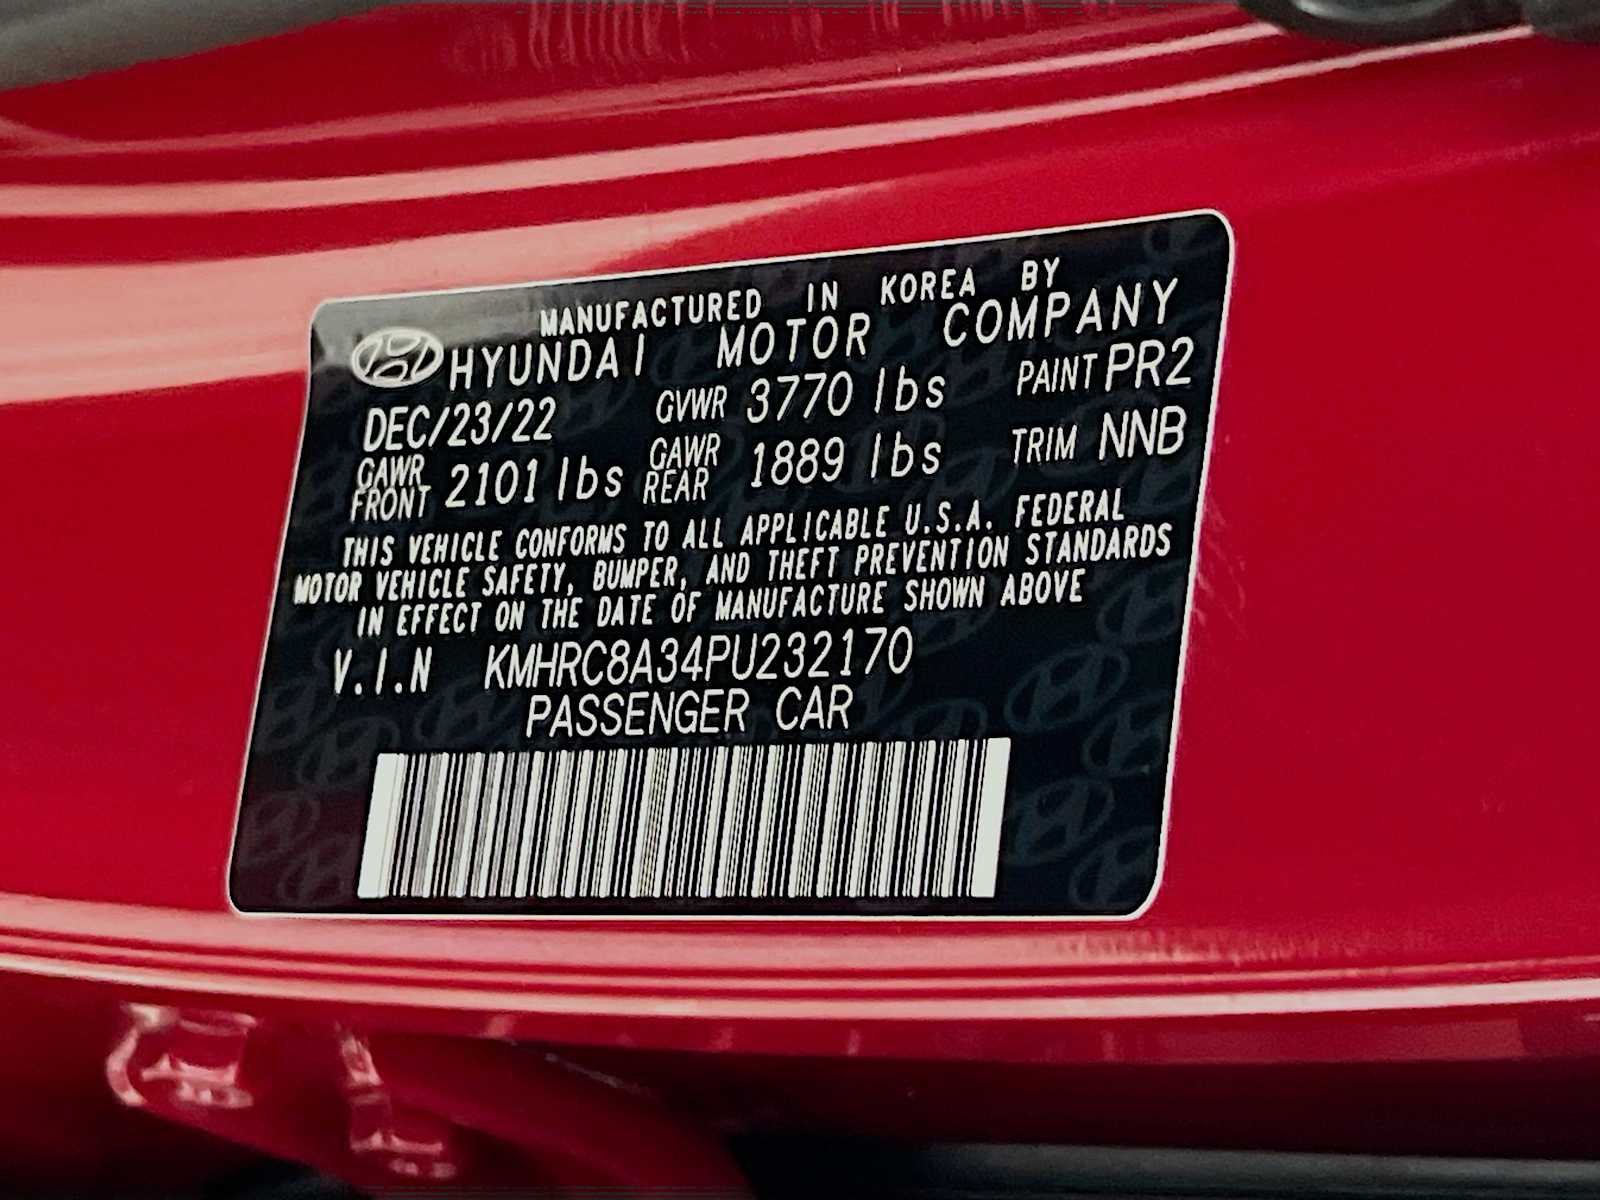 MANUFACTURED IN KOREA BY
HYUNDAI MOTOR COMPANY
DEC/23/22 GVWR 3770 lbs PAINT PR2
GAWR FRONT 2101 lbs GAWR REAR 1889 lbs TRIM NNB
THIS VEHICLE CONFORMS TO ALL APPLICABLE U.S.A. FEDERAL
MOTOR VEHICLE SAFETY, BUMPER, AND THEFT PREVENTION STANDARDS
IN EFFECT ON THE DATE OF MANUFACTURE SHOWN ABOVE
V.I.N KMHRC8A34PU232170
PASSENGER CAR